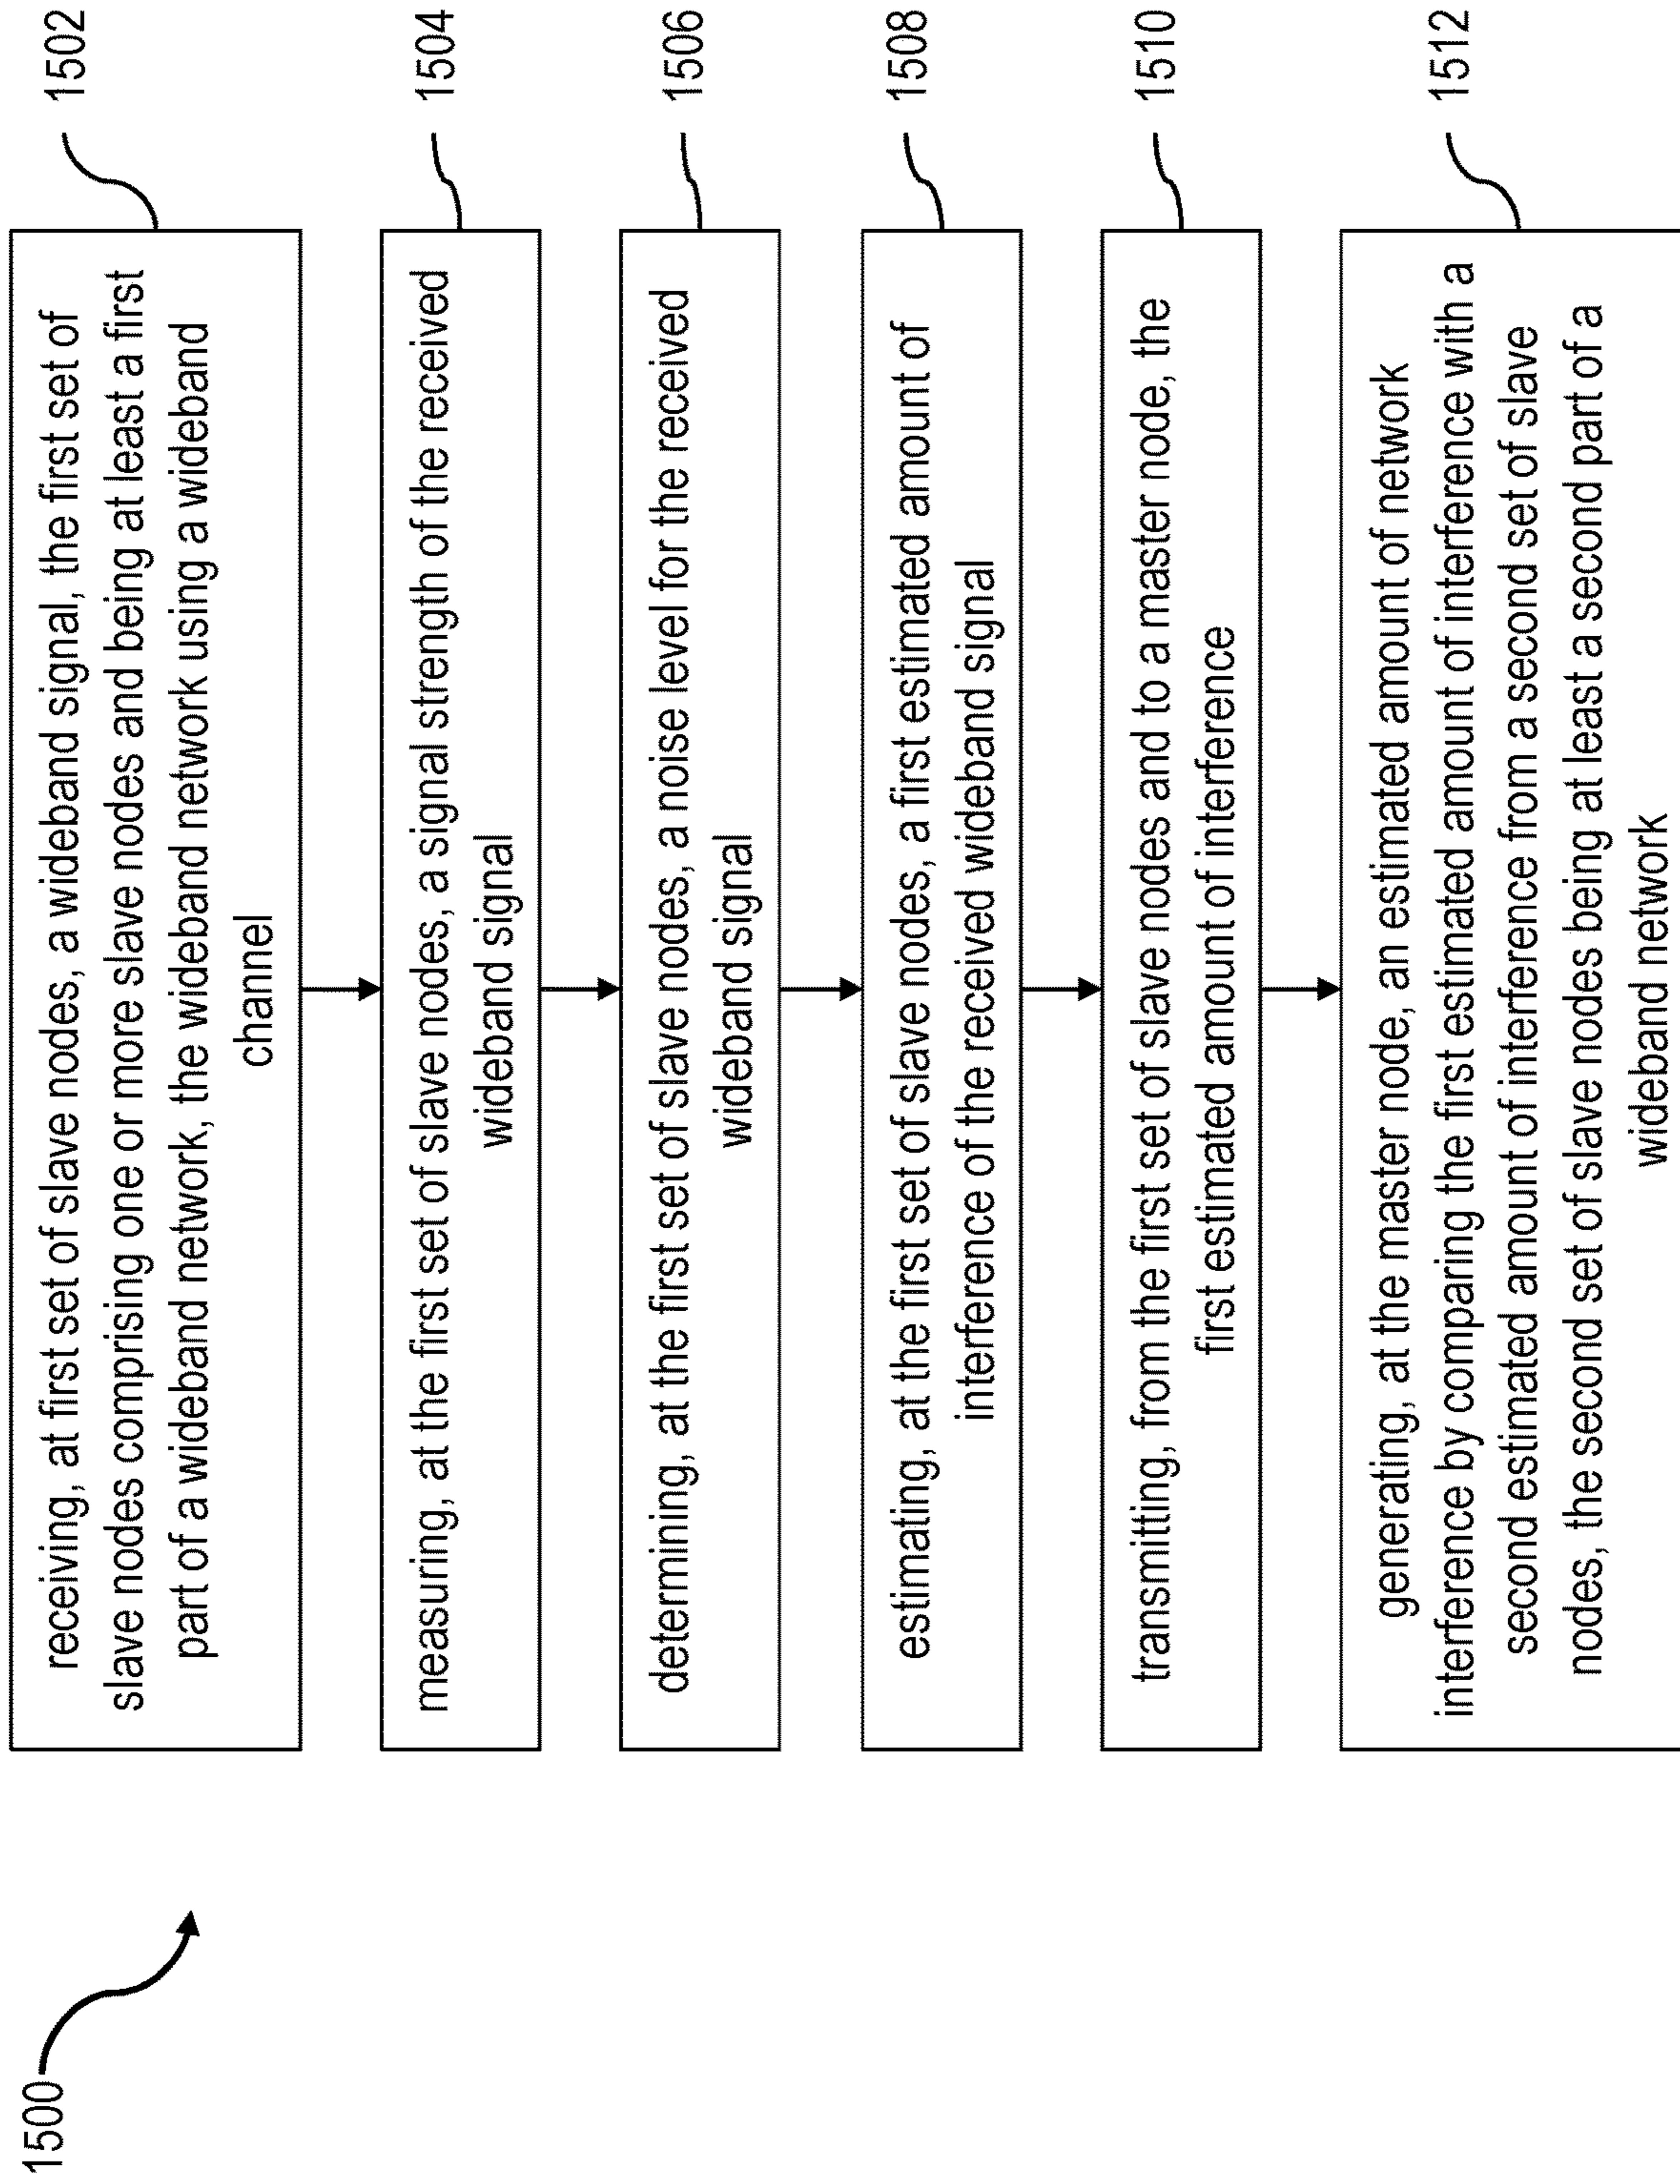 1500
receiving, at first set of slave nodes, a wideband signal, the first set of
slave nodes comprising one or more slave nodes and being at least a first
part of a wideband network, the wideband network using a wideband
channel
1502
measuring, at the first set of slave nodes, a signal strength of the received
wideband signal
1504
determining, at the first set of slave nodes, a noise level for the received
wideband signal
1506
estimating, at the first set of slave nodes, a first estimated amount of
interference of the received wideband signal
1508
transmitting, from the first set of slave nodes and to a master node, the
first estimated amount of interference
1510
generating, at the master node, an estimated amount of network
interference by comparing the first estimated amount of interference with a
second estimated amount of interference from a second set of slave
nodes, the second set of slave nodes being at least a second part of a
wideband network
1512